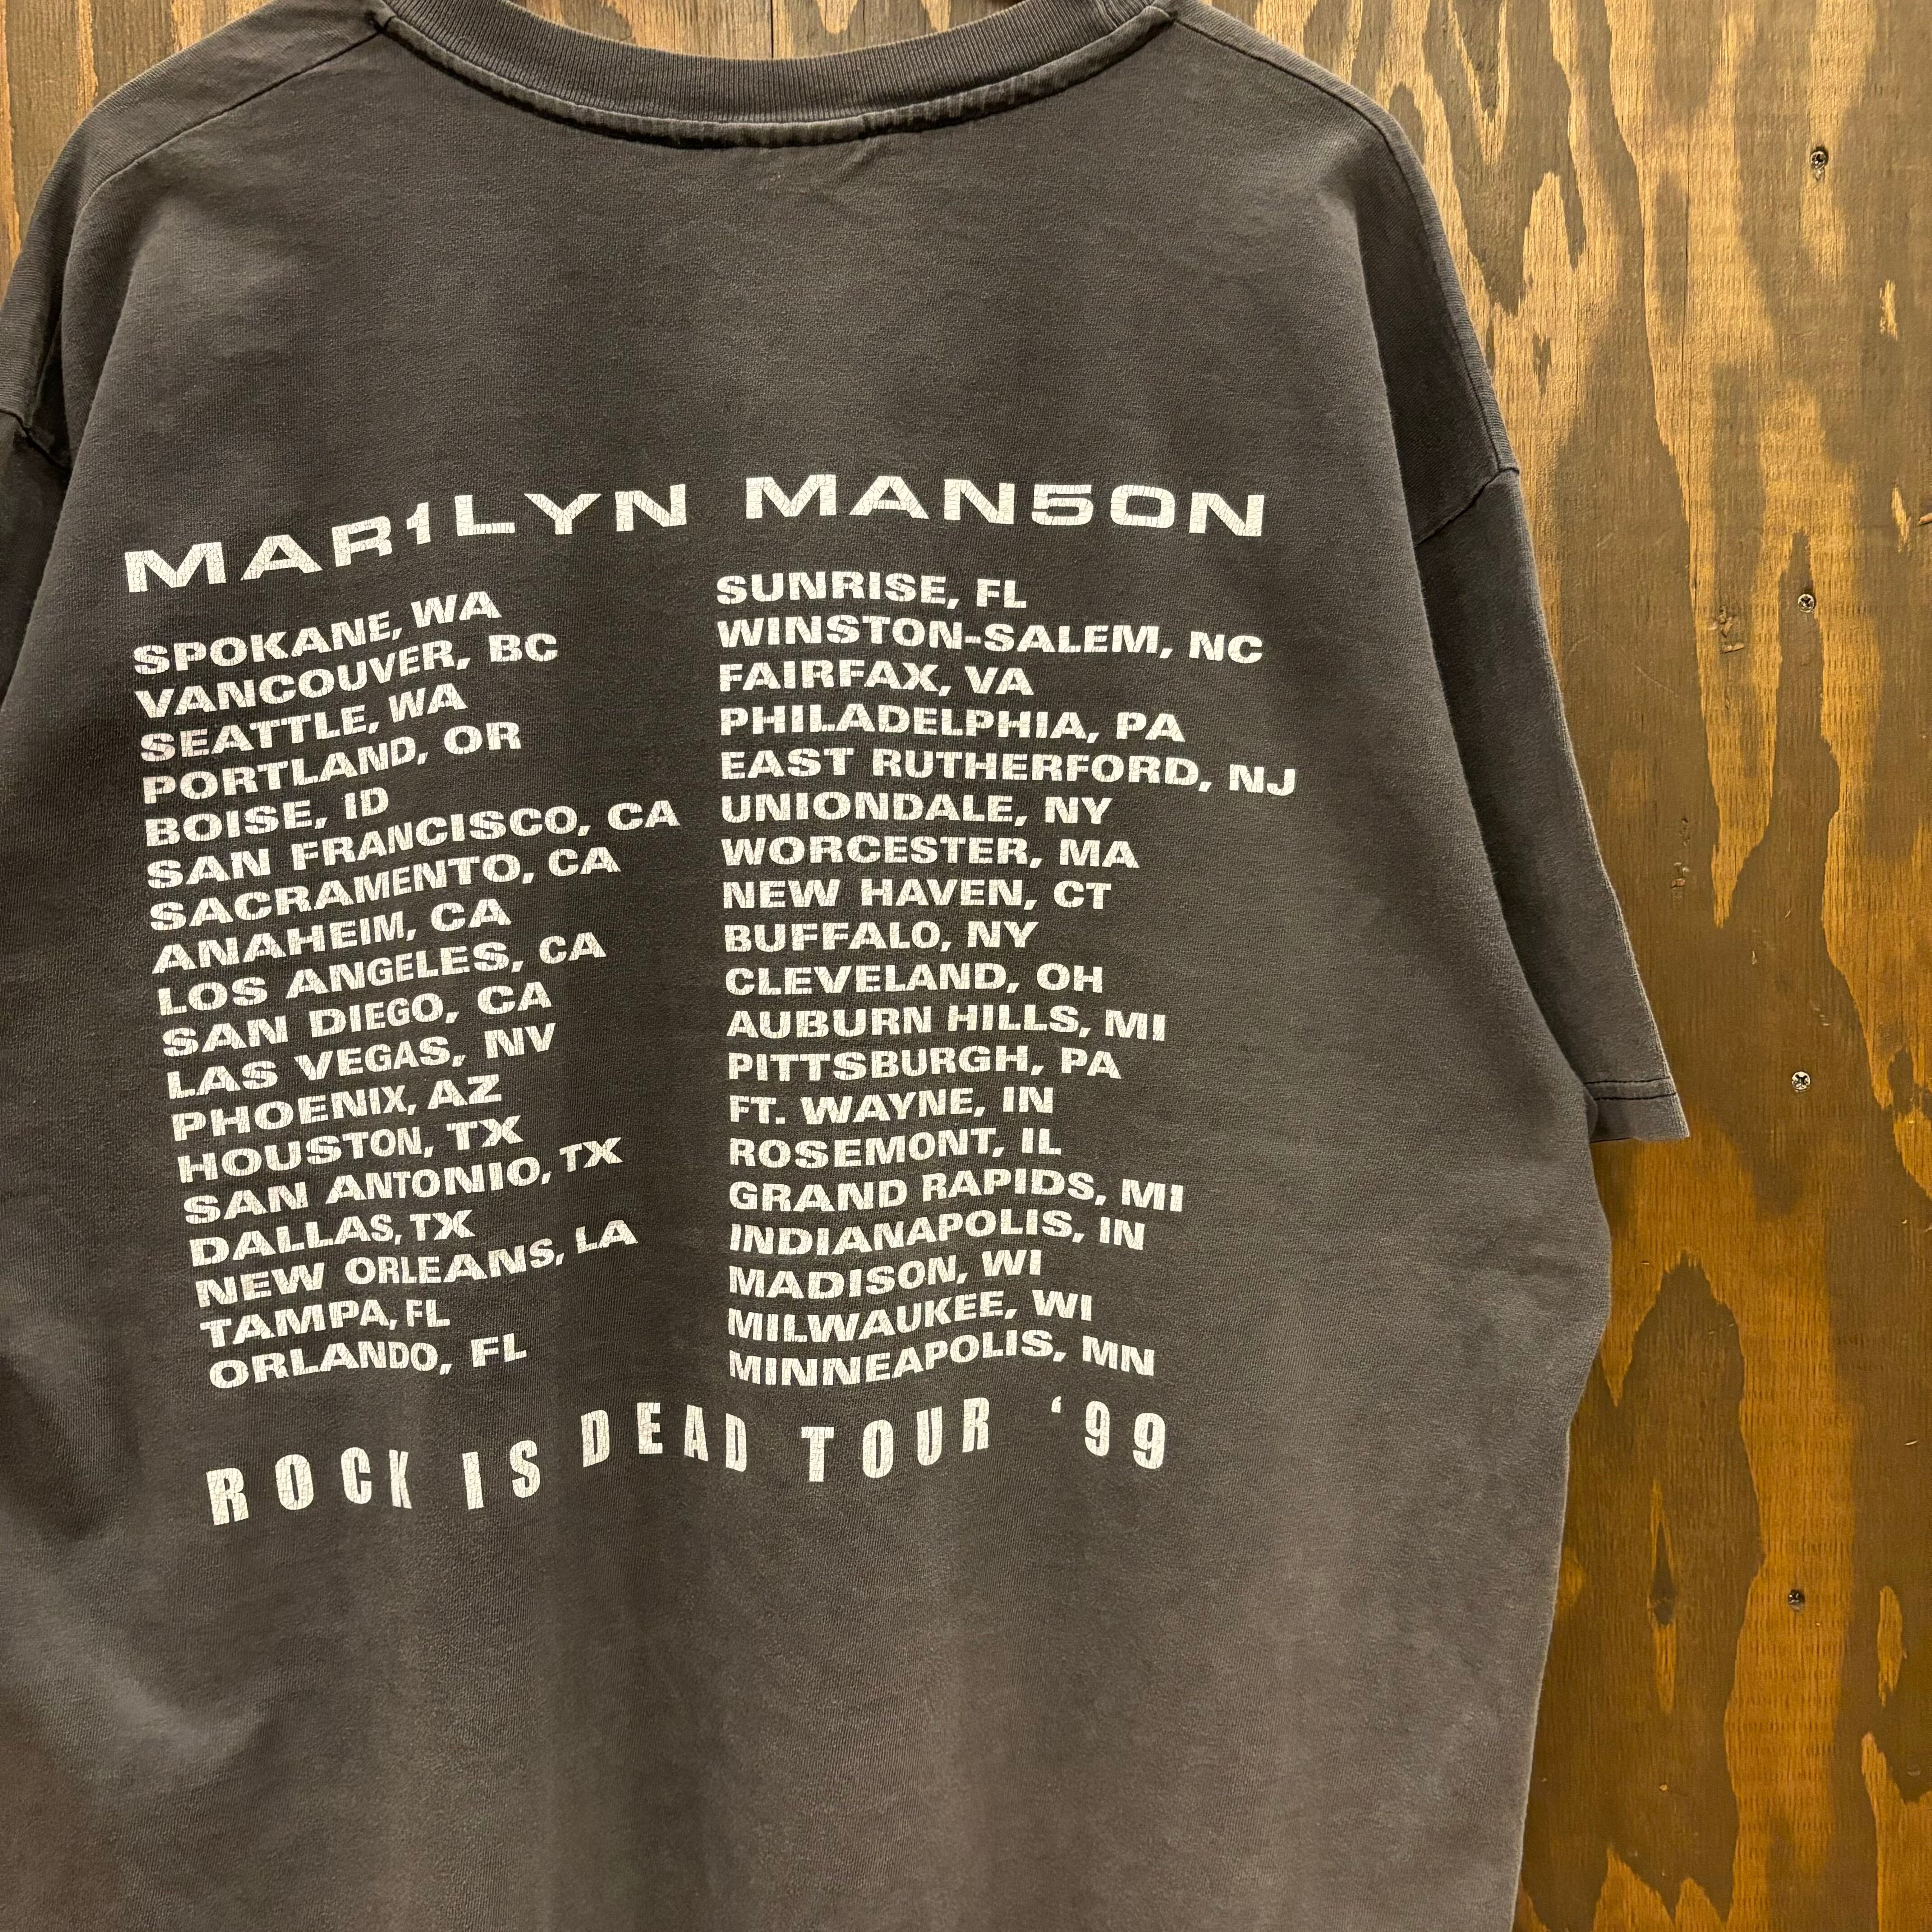 MAR1LYN MAN5ON
SPOKANE, WA
VANCOUVER, BC
SEATTLE, WA
PORTLAND, OR
BOISE, ID
SAN FRANCISCO, CA
SACRAMENTO, CA
ANAHEIM, CA
LOS ANGELES, CA
SAN DIEGO, CA
LAS VEGAS, NV
PHOENIX, AZ
HOUSTON, TX
SAN ANTONIO, TX
DALLAS, TX
NEW ORLEANS, LA
TAMPA, FL
ORLANDO, FL
SUNRISE, FL
WINSTON-SALEM, NC
FAIRFAX, VA
PHILADELPHIA, PA
EAST RUTHERFORD, NJ
UNIONDALE, NY
WORCESTER, MA
NEW HAVEN, CT
BUFFALO, NY
CLEVELAND, OH
AUBURN HILLS, MI
PITTSBURGH, PA
FT. WAYNE, IN
ROSEMONT, IL
GRAND RAPIDS, MI
INDIANAPOLIS, IN
MADISON, WI
MILWAUKEE, WI
MINNEAPOLIS, MN
ROCK IS DEAD TOUR ‘99